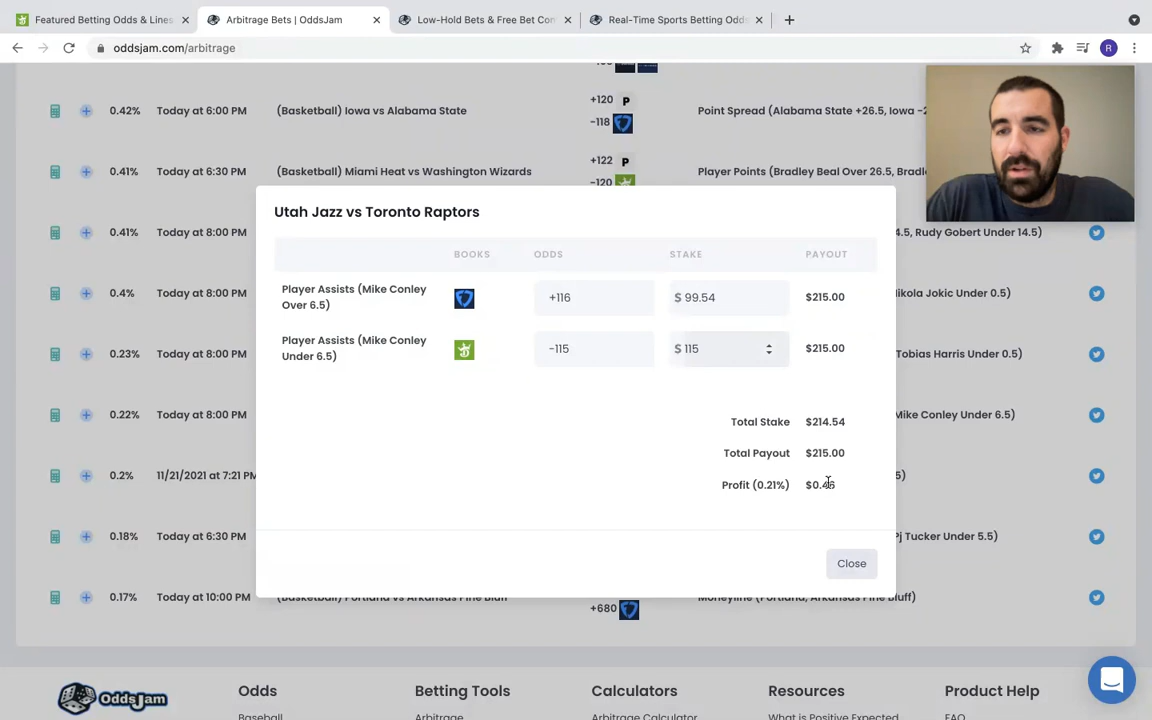 Featured Betting Odds & Lines
Arbitrage Bets | OddsJam
Low-Hold Bets & Free Bet Con
Real-Time Sports Betting Odds
oddsjam.com/arbitrage
R
0.42% Today at 6:00 PM (Basketball) Iowa vs Alabama State +120 P Point Spread (Alabama State +26.5, Iowa -2
-118
0.41% Today at 6:30 PM (Basketball) Miami Heat vs Washington Wizards +122 P Player Points (Bradley Beal Over 26.5, Bradle
-120
Utah Jazz vs Toronto Raptors
BOOKS ODDS STAKE PAYOUT
Player Assists (Mike Conley
Over 6.5) +116 $ 99.54 $215.00
Player Assists (Mike Conley
Under 6.5) -115 $ 115 $215.00
Total Stake $214.54
Total Payout $215.00
Profit (0.21%) $0.46
Close
0.41% Today at 8:00 PM 4.5, Rudy Gobert Under 14.5)
0.4% Today at 8:00 PM Nikola Jokic Under 0.5)
0.23% Today at 8:00 PM Tobias Harris Under 0.5)
0.22% Today at 8:00 PM Mike Conley Under 6.5)
0.2% 11/21/2021 at 7:21 PM 5)
0.18% Today at 6:30 PM Pj Tucker Under 5.5)
0.17% Today at 10:00 PM (Basketball) Portland vs Arkansas Pine Bluff Moneyline (Portland, Arkansas Pine Bluff)
+680
OddsJam
Odds Betting Tools Calculators Resources Product Help
Baseball Arbitrage Arbitrage Calculator What is Positive Expected FAQ